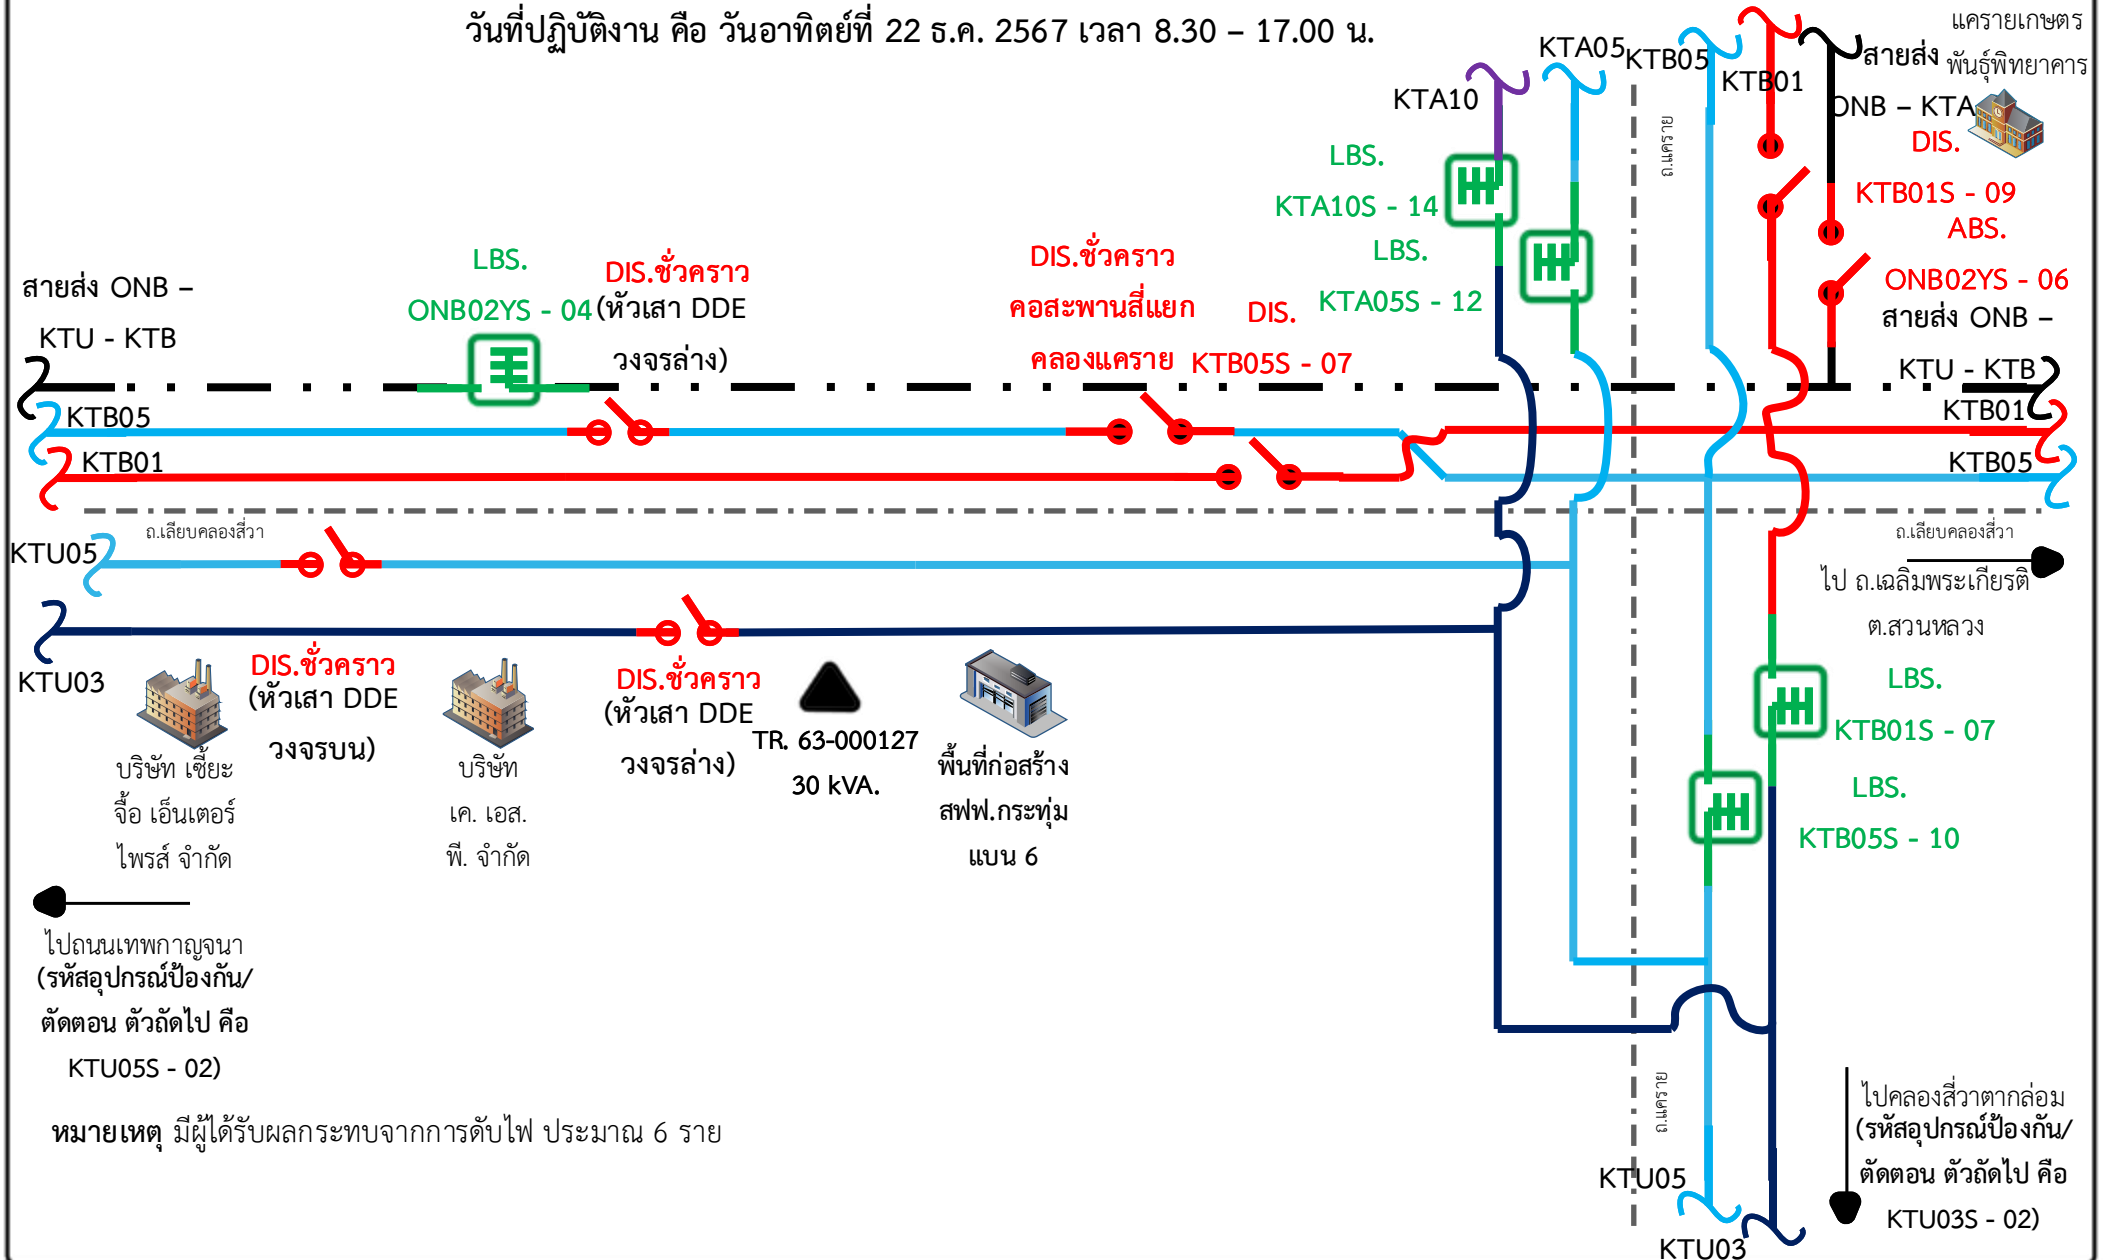 วันที่ปฏิบัติงาน คือ วันอาทิตย์ที่ 22 ธ.ค. 2567 เวลา 8.30 – 17.00 น.
แครายเกษตร
พันธุ์พิทยาคาร
KTA05
KTB05
KTB01
สายส่ง
ONB – KTA
KTA10
ถ.แคราย
DIS.
KTB01S - 09
ABS.
ONB02YS - 06
LBS.
KTA10S - 14
LBS.
KTA05S - 12
สายส่ง ONB –
KTU - KTB
LBS.
ONB02YS - 04
DIS.ชั่วคราว
(หัวเสา DDE
วงจรล่าง)
DIS.ชั่วคราว
คอสะพานสี่แยก
คลองแคราย
DIS.
KTB05S - 07
สายส่ง ONB –
KTU - KTB
KTB05
KTB01
KTB01
KTB05
ถ.เลียบคลองสี่วา
ถ.เลียบคลองสี่วา
KTU05
KTU03
ไป ถ.เฉลิมพระเกียรติ
ต.สวนหลวง
DIS.ชั่วคราว
(หัวเสา DDE
วงจรบน)
DIS.ชั่วคราว
(หัวเสา DDE
วงจรล่าง)
TR. 63-000127
30 kVA.
บริษัท เซี้ยะ
จื้อ เอ็นเตอร์
ไพรส์ จำกัด
บริษัท
เค. เอส.
พี. จำกัด
พื้นที่ก่อสร้าง
สฟฟ.กระทุ่ม
แบน 6
LBS.
KTB01S - 07
LBS.
KTB05S - 10
ไปถนนเทพกาญจนา
(รหัสอุปกรณ์ป้องกัน/
ตัดตอน ตัวถัดไป คือ
KTU05S - 02)
หมายเหตุ มีผู้ได้รับผลกระทบจากการดับไฟ ประมาณ 6 ราย
ถ.แคราย
KTU05
KTU03
ไปคลองสี่วาตากล่อม
(รหัสอุปกรณ์ป้องกัน/
ตัดตอน ตัวถัดไป คือ
KTU03S - 02)